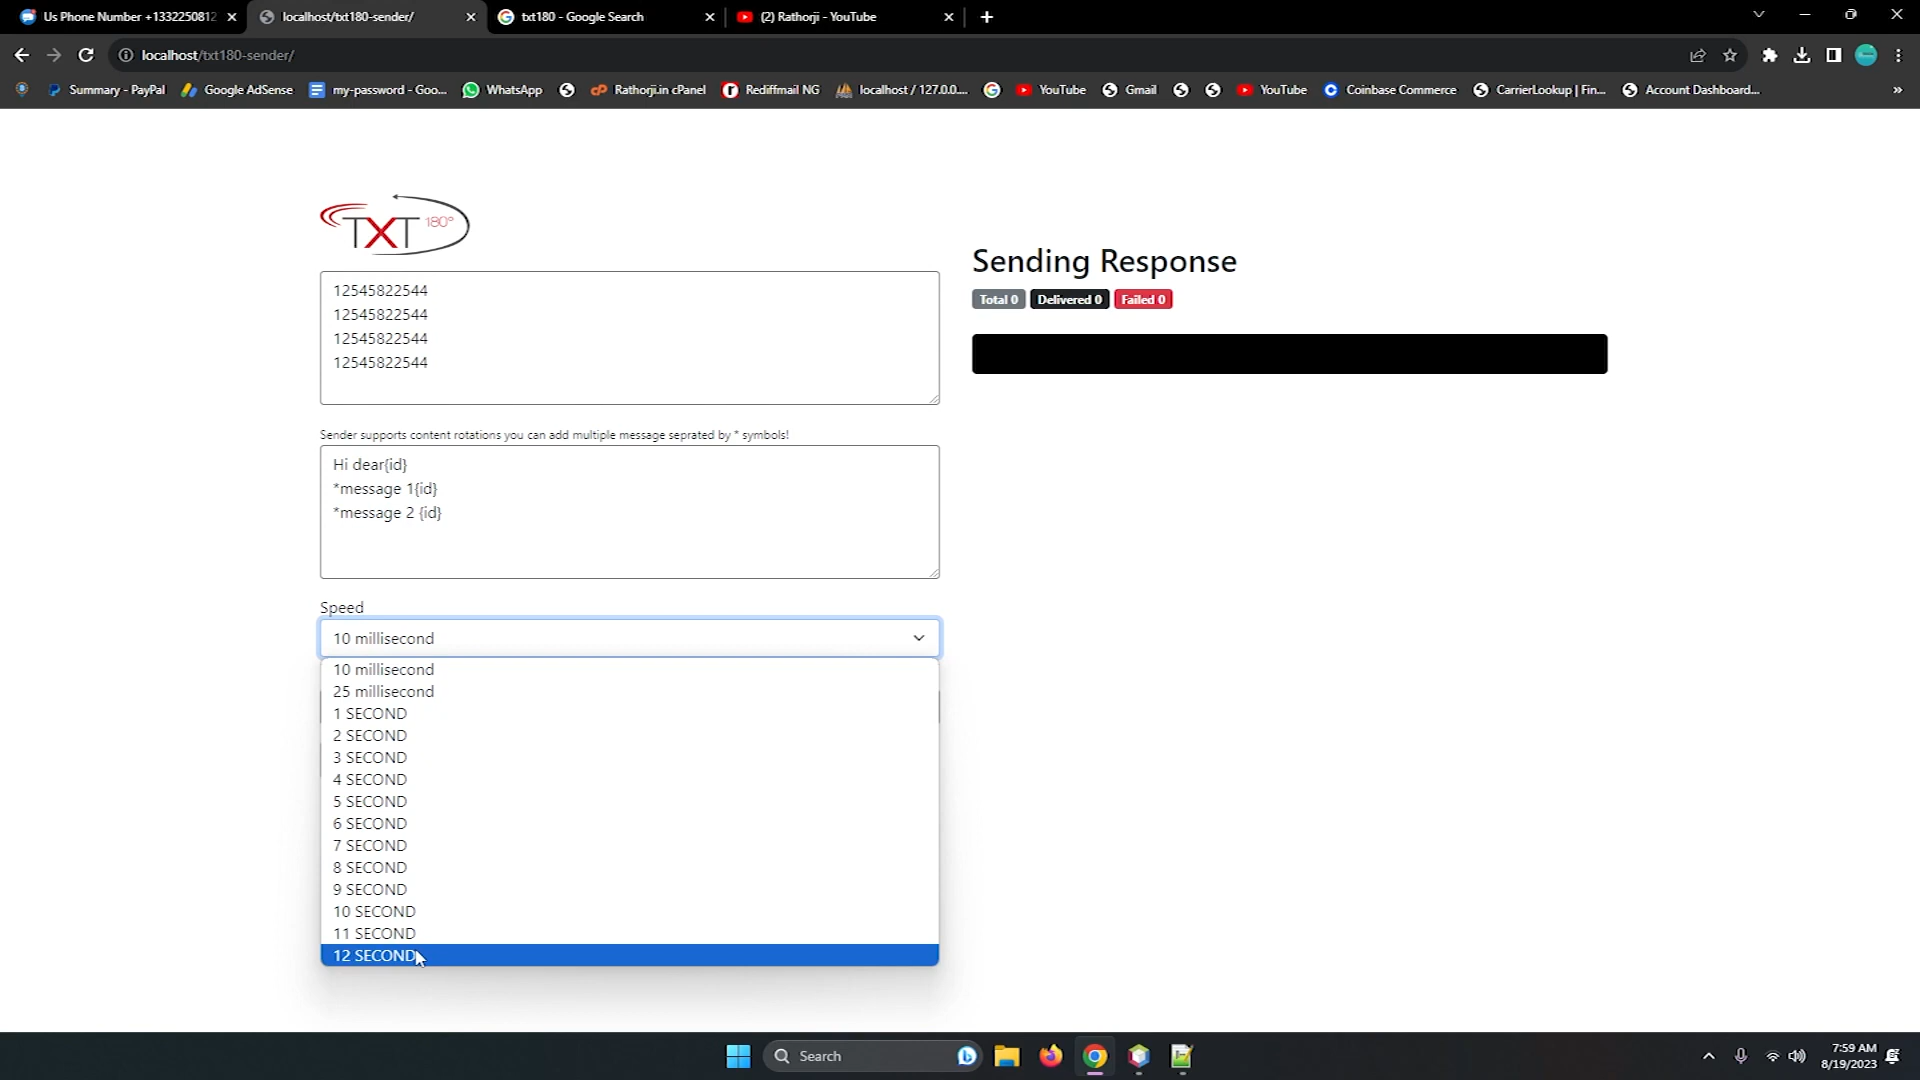 Us Phone Number +1332250812
localhost/txt180-sender/
txt180 - Google Search
(2) Rathorji - YouTube
localhost/txt180-sender/
Summary - PayPal
Google AdSense
my-password - Goo...
WhatsApp
Rathorji.in cPanel
Rediffmail NG
localhost / 127.0.0....
YouTube
Gmail
YouTube
Coinbase Commerce
CarrierLookup | Fin...
Account Dashboard...
»
TXT 180°
12545822544
12545822544
12545822544
12545822544
Sender supports content rotations you can add multiple message seprated by * symbols!
Hi dear{id}
*message 1{id}
*message 2 {id}
Speed
10 millisecond
10 millisecond
25 millisecond
1 SECOND
2 SECOND
3 SECOND
4 SECOND
5 SECOND
6 SECOND
7 SECOND
8 SECOND
9 SECOND
10 SECOND
11 SECOND
12 SECOND
Sending Response
Total 0 Delivered 0 Failed 0
Search
7:59 AM
8/19/2023